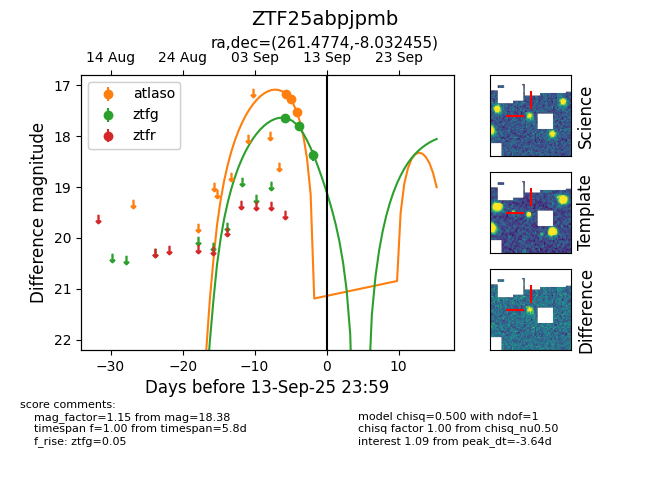 ZTF25abpjpmb
ra,dec=(261.4774,-8.032455)
14 Aug 24 Aug 03 Sep 13 Sep 23 Sep
atlaso
ztfg
ztfr
17
18
19
20
21
22
Difference magnitude
−30 −20 −10 0 10
Days before 13-Sep-25 23:59
Science
Template
Difference
score comments:
mag_factor=1.15 from mag=18.38
timespan f=1.00 from timespan=5.8d
f_rise: ztfg=0.05
model chisq=0.500 with ndof=1
chisq factor 1.00 from chisq_nu0.50
interest 1.09 from peak_dt=-3.64d